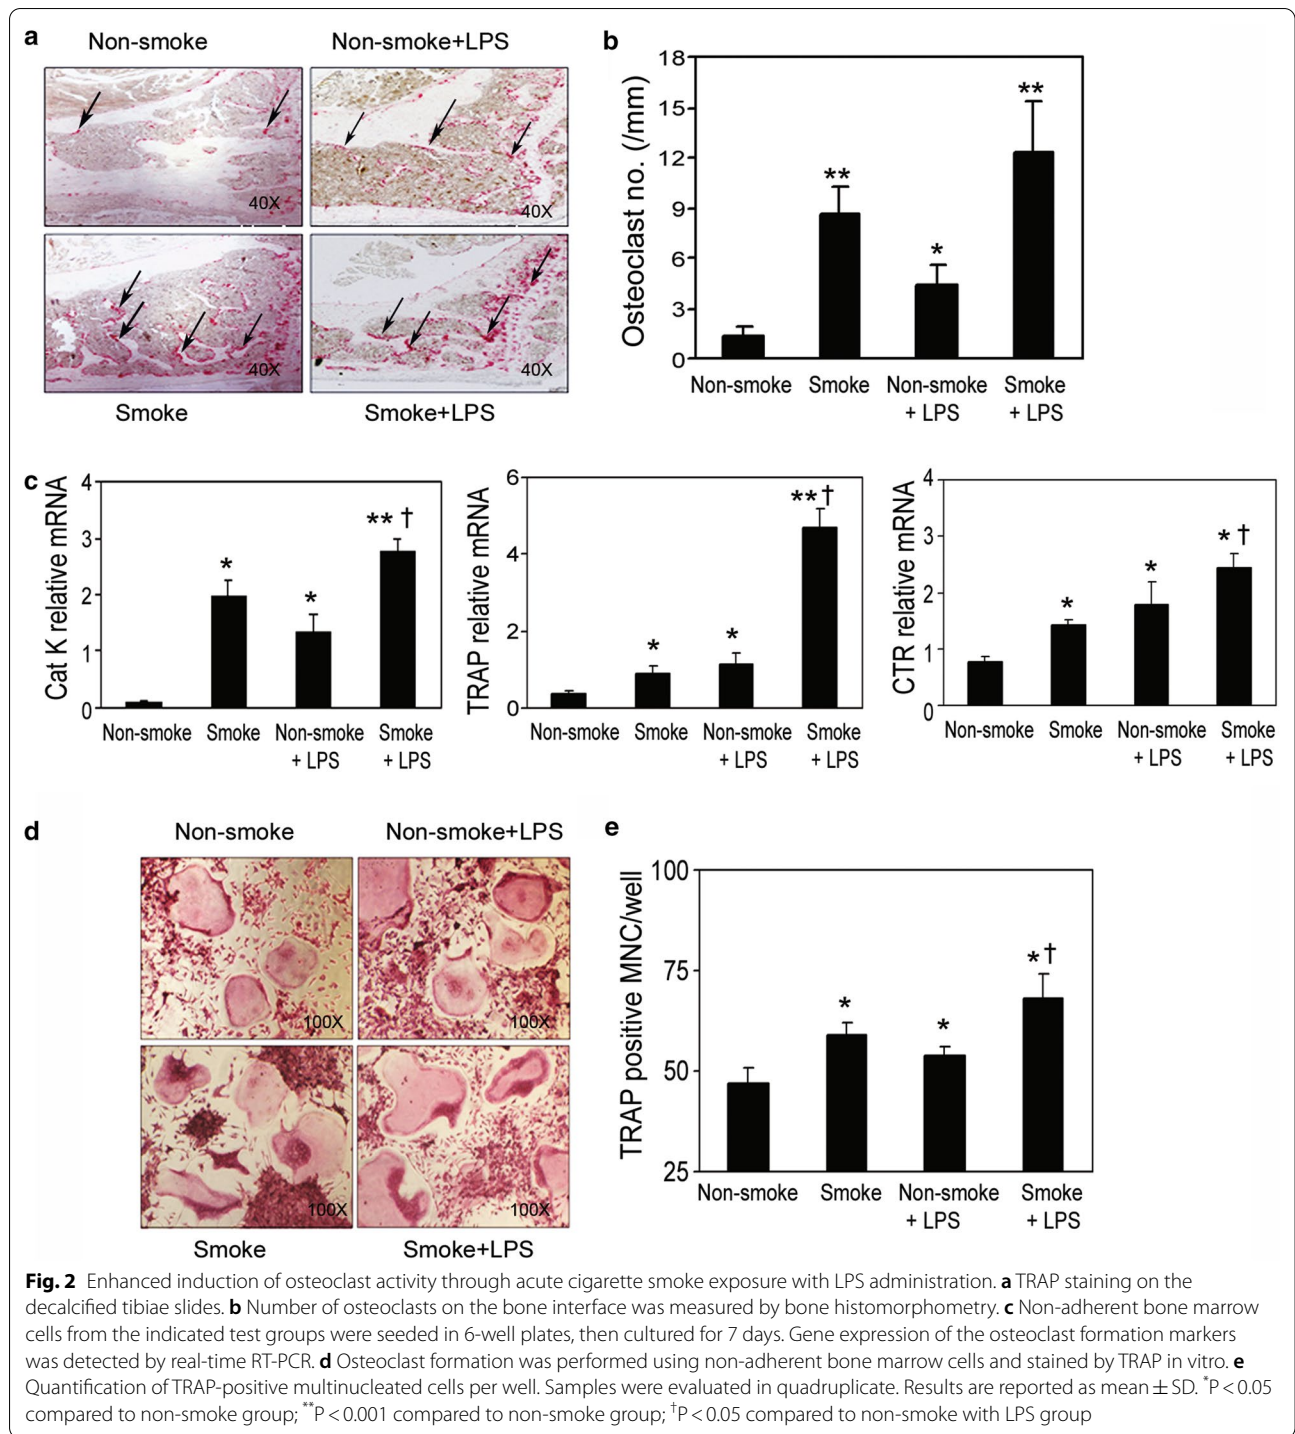 a
Non-smoke
Non-smoke+LPS
40X
40X
40X
40X
Smoke
Smoke+LPS
b
Osteoclast no. (/mm)
18
15
12
9
6
3
0
**
*
**
Non-smoke
Smoke
Non-smoke
+ LPS
Smoke
+ LPS
c
Cat K relative mRNA
4
3
2
1
0
*
*
** †
Non-smoke
Smoke
Non-smoke
+ LPS
Smoke
+ LPS
TRAP relative mRNA
6
4
2
0
*
*
**†
Non-smoke
Smoke
Non-smoke
+ LPS
Smoke
+ LPS
CTR relative mRNA
4
3
2
1
0
*
*
* †
Non-smoke
Smoke
Non-smoke
+ LPS
Smoke
+ LPS
d
Non-smoke
Non-smoke+LPS
100X
100X
100X
100X
Smoke
Smoke+LPS
e
TRAP positive MNC/well
100
75
50
25
*
*
*†
Non-smoke
Smoke
Non-smoke
+ LPS
Smoke
+ LPS
Fig. 2 Enhanced induction of osteoclast activity through acute cigarette smoke exposure with LPS administration. a TRAP staining on the
decalcified tibiae slides. b Number of osteoclasts on the bone interface was measured by bone histomorphometry. c Non-adherent bone marrow
cells from the indicated test groups were seeded in 6-well plates, then cultured for 7 days. Gene expression of the osteoclast formation markers
was detected by real-time RT-PCR. d Osteoclast formation was performed using non-adherent bone marrow cells and stained by TRAP in vitro. e
Quantification of TRAP-positive multinucleated cells per well. Samples were evaluated in quadruplicate. Results are reported as mean ± SD. *P < 0.05
compared to non-smoke group; **P < 0.001 compared to non-smoke group; †P < 0.05 compared to non-smoke with LPS group